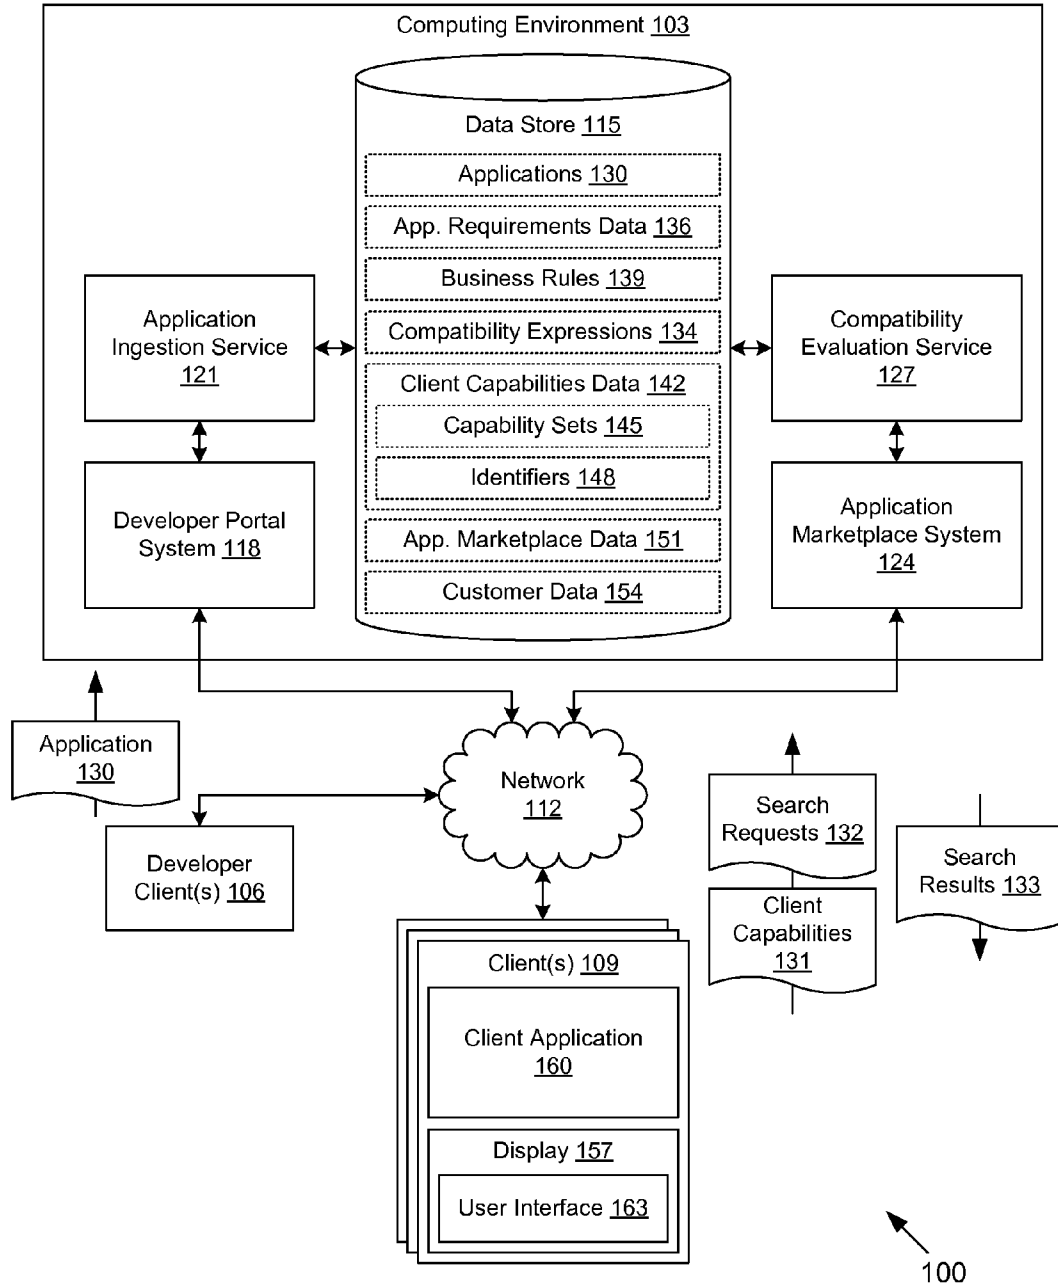 Computing Environment 103
Data Store 115
Applications 130
App. Requirements Data 136
Business Rules 139
Compatibility Expressions 134
Client Capabilities Data 142
Capability Sets 145
Identifiers 148
App. Marketplace Data 151
Customer Data 154
Application
Ingestion Service
121
Developer Portal
System 118
Compatibility
Evaluation Service
127
Application
Marketplace System
124
Application
130
Network
112
Developer
Client(s) 106
Search
Requests 132
Client
Capabilities
131
Search
Results 133
Client(s) 109
Client Application
160
Display 157
User Interface 163
100